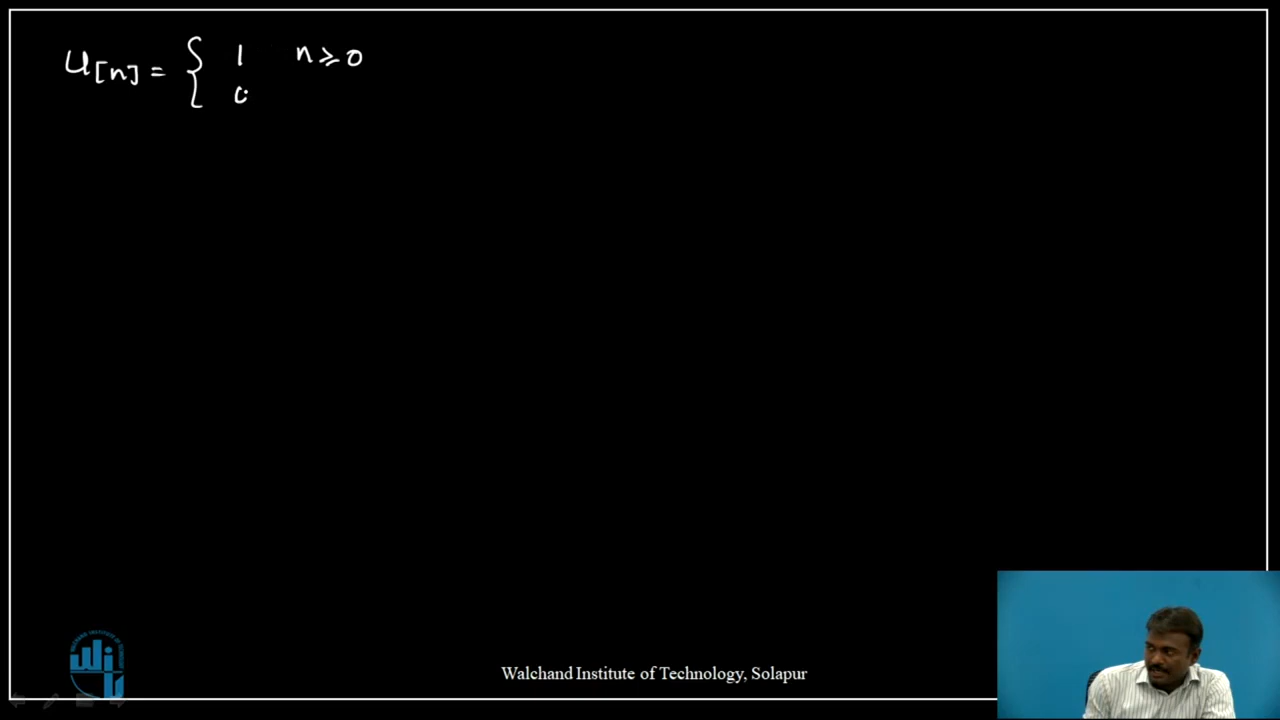 u[n] = { 1 n ≥ 0
0
Walchand Institute of Technology, Solapur